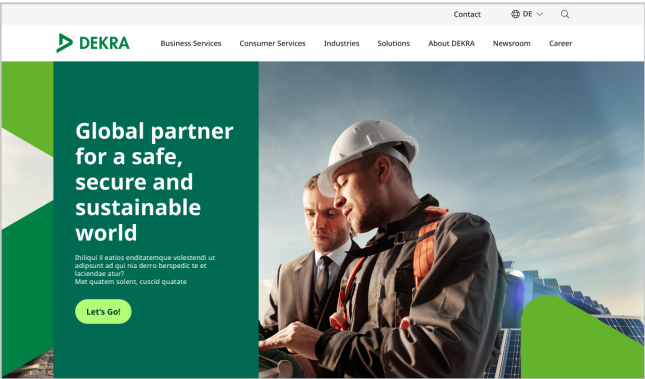 Contact DE
DEKRA Business Services Consumer Services Industries Solutions About DEKRA Newsroom Career
Global partner
for a safe,
secure and
sustainable
world
Ihiliqui il eatios enditatemque volestendi ut
adipsunt ad qui nia derro berspedic te et
laciendae atur?
Met quatem solent, cuscid quatate
Let's Go!